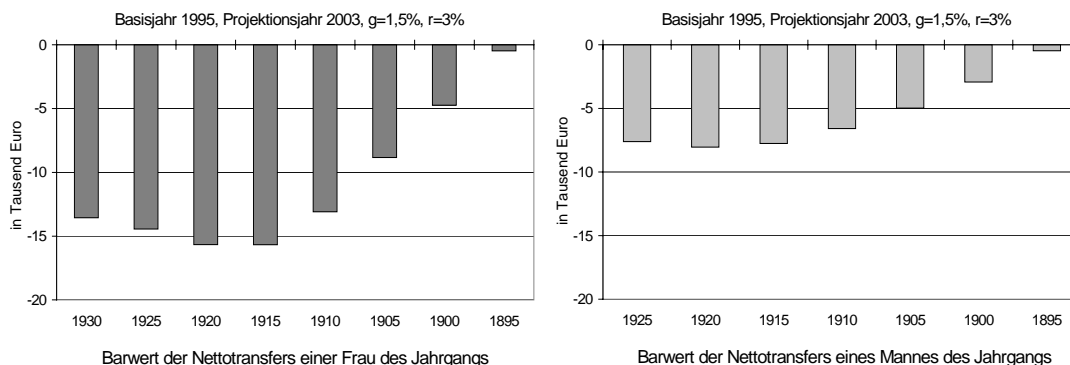 Basisjahr 1995, Projektionsjahr 2003, g=1,5%, r=3%
in Tausend Euro
0
-5
-10
-15
-20
1930 1925 1920 1915 1910 1905 1900 1895
Barwert der Nettotransfers einer Frau des Jahrgangs
Basisjahr 1995, Projektionsjahr 2003, g=1,5%, r=3%
in Tausend Euro
0
-5
-10
-15
-20
1925 1920 1915 1910 1905 1900 1895
Barwert der Nettotransfers eines Mannes des Jahrgangs